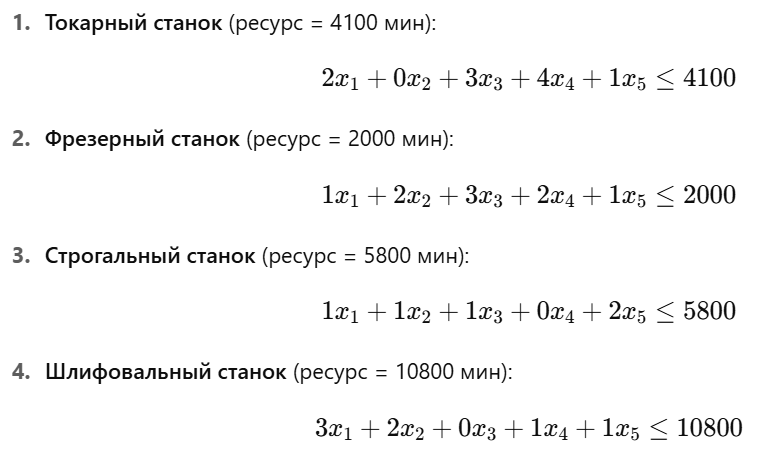 1. Токарный станок (ресурс = 4100 мин):
2x₁ + 0x₂ + 3x₃ + 4x₄ + 1x₅ ≤ 4100
2. Фрезерный станок (ресурс = 2000 мин):
1x₁ + 2x₂ + 3x₃ + 2x₄ + 1x₅ ≤ 2000
3. Строгальный станок (ресурс = 5800 мин):
1x₁ + 1x₂ + 1x₃ + 0x₄ + 2x₅ ≤ 5800
4. Шлифовальный станок (ресурс = 10800 мин):
3x₁ + 2x₂ + 0x₃ + 1x₄ + 1x₅ ≤ 10800